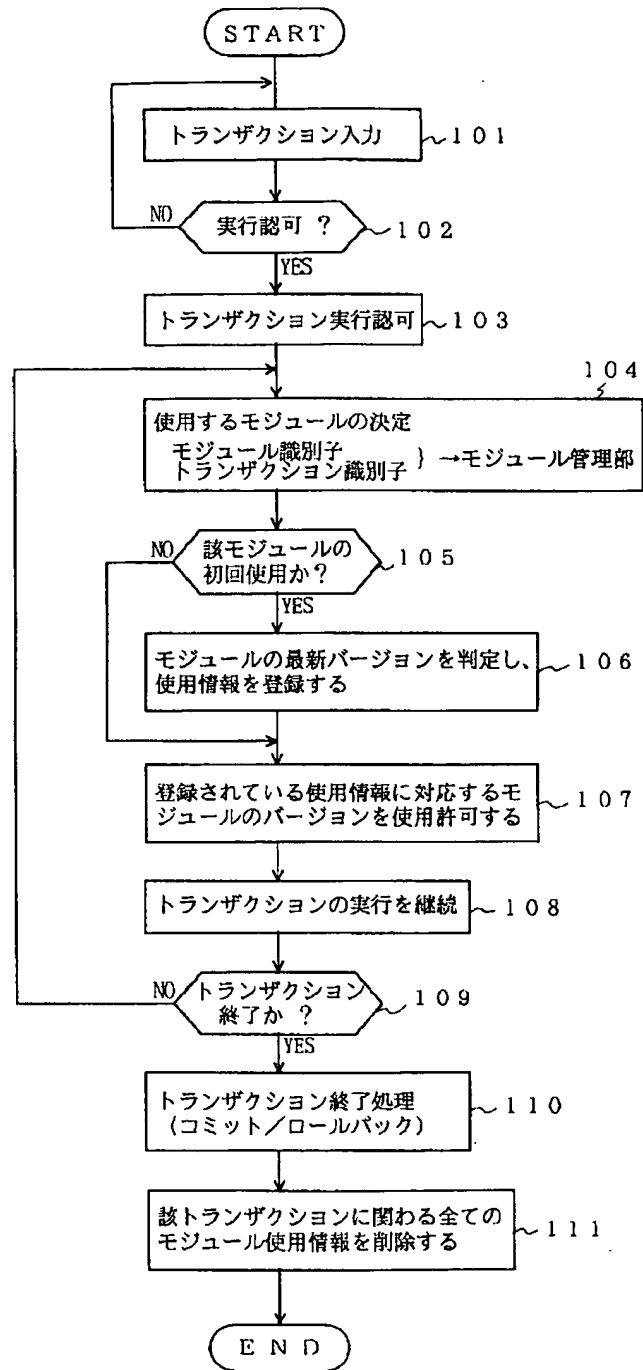 START
トランザクション入力
101
NO
実行認可 ?
102
YES
トランザクション実行認可
103
104
使用するモジュールの決定
モジュール識別子
トランザクション識別子 } →モジュール管理部
NO
該モジュールの
初回使用か?
105
YES
モジュールの最新バージョンを判定し、
使用情報を登録する
106
登録されている使用情報に対応するモ
ジュールのバージョンを使用許可する
107
トランザクションの実行を継続
108
NO
トランザクション
終了か ?
109
YES
トランザクション終了処理
(コミット/ロールバック)
110
該トランザクションに関わる全ての
モジュール使用情報を削除する
111
END